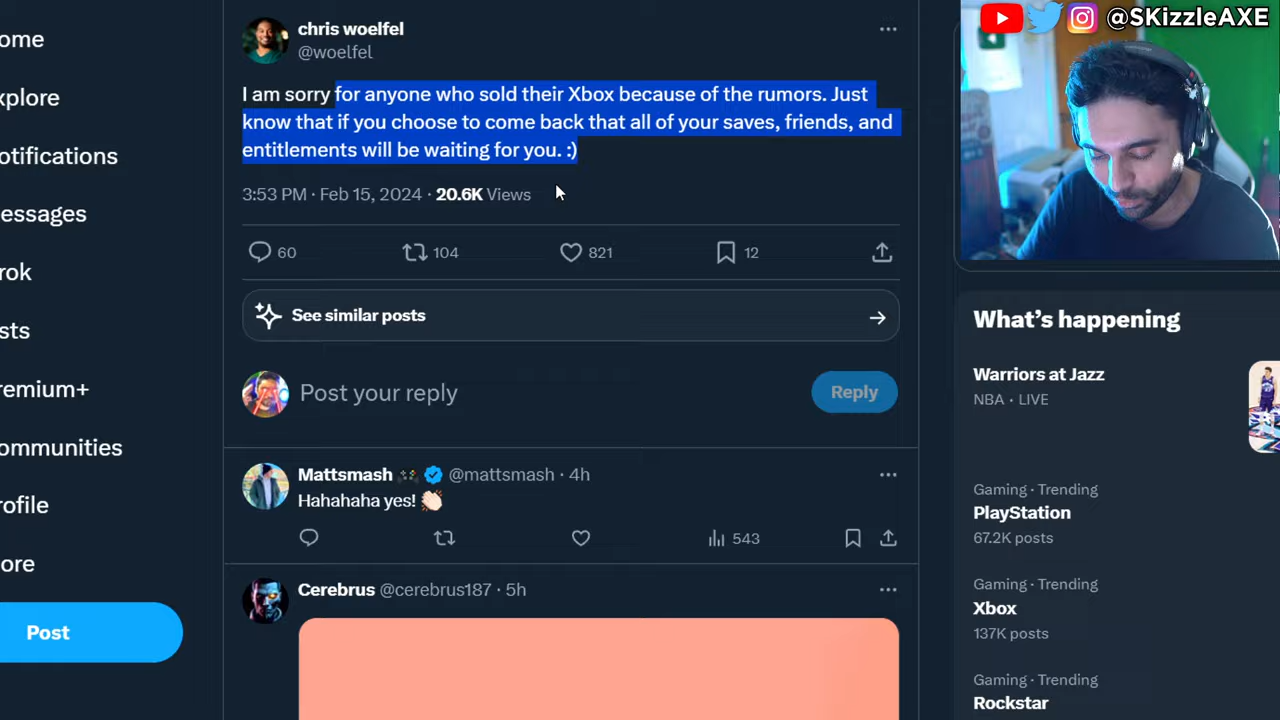 @SKizzleAXE
ome
xplore
otifications
essages
rok
sts
remium+
ommunities
rofile
ore
Post
chris woelfel
@woelfel
I am sorry for anyone who sold their Xbox because of the rumors. Just
know that if you choose to come back that all of your saves, friends, and
entitlements will be waiting for you. :)
3:53 PM · Feb 15, 2024 · 20.6K Views
60 104 821 12
See similar posts
Post your reply
Reply
Mattsmash @mattsmash · 4h
Hahahaha yes!
543
Cerebrus @cerebrus187 · 5h
What's happening
Warriors at Jazz
NBA · LIVE
Gaming · Trending
PlayStation
67.2K posts
Gaming · Trending
Xbox
137K posts
Gaming · Trending
Rockstar